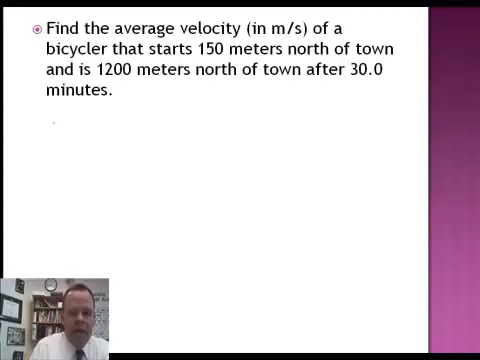 Find the average velocity (in m/s) of a
bicycler that starts 150 meters north of town
and is 1200 meters north of town after 30.0
minutes.